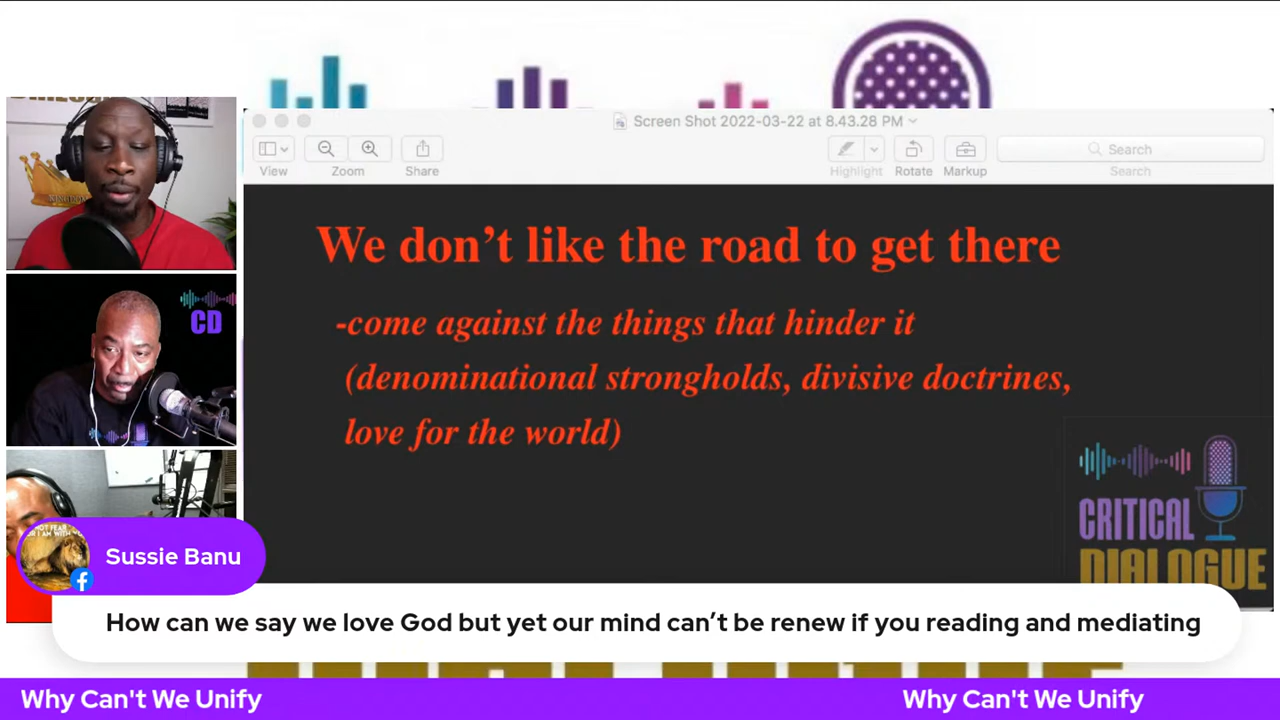 Screen Shot 2022-03-22 at 8.43.28 PM
View
Zoom
Share
Highlight
Rotate
Markup
Search
Search
We don't like the road to get there
-come against the things that hinder it
(denominational strongholds, divisive doctrines,
love for the world)
CD
CRITICAL
DIALOGUE
Sussie Banu
How can we say we love God but yet our mind can't be renew if you reading and mediating
Why Can't We Unify
Why Can't We Unify